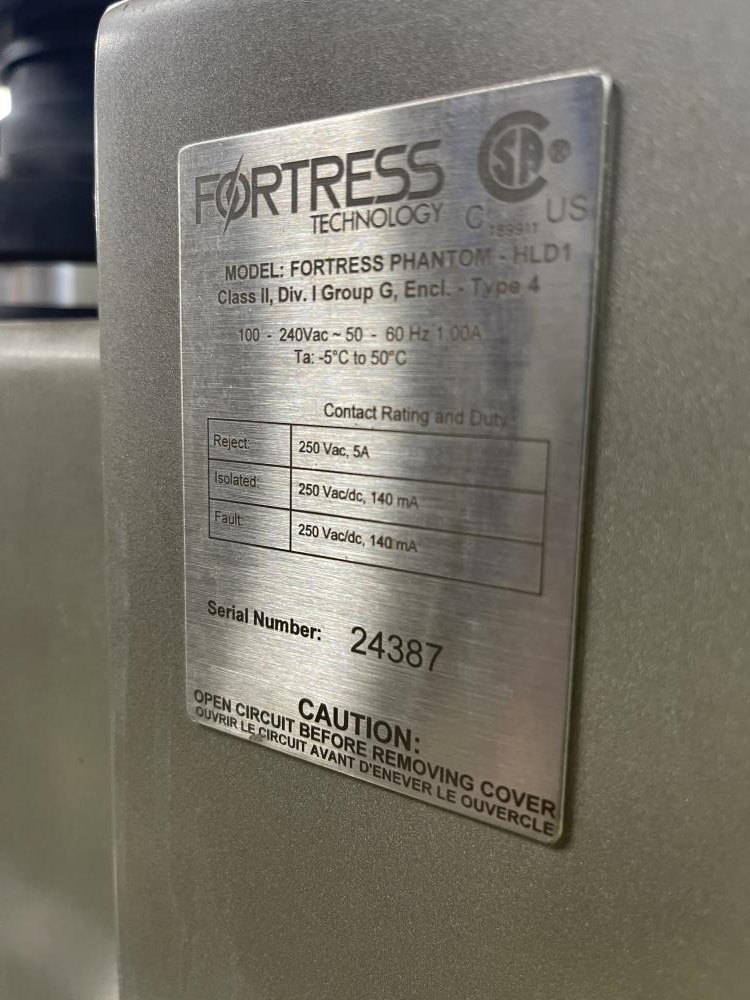 FORTRESS
TECHNOLOGY
SA ®
C US
189911
MODEL: FORTRESS PHANTOM - HLD1
Class II, Div. I Group G, Encl. - Type 4
100 - 240Vac ~ 50 - 60 Hz 1.00A
Ta: -5°C to 50°C
Contact Rating and Duty
Reject: 250 Vac, 5A
Isolated: 250 Vac/dc, 140 mA
Fault: 250 Vac/dc, 140 mA
Serial Number: 24387
CAUTION:
OPEN CIRCUIT BEFORE REMOVING COVER
OUVRIR LE CIRCUIT AVANT D'ENEVER LE OUVERCLE